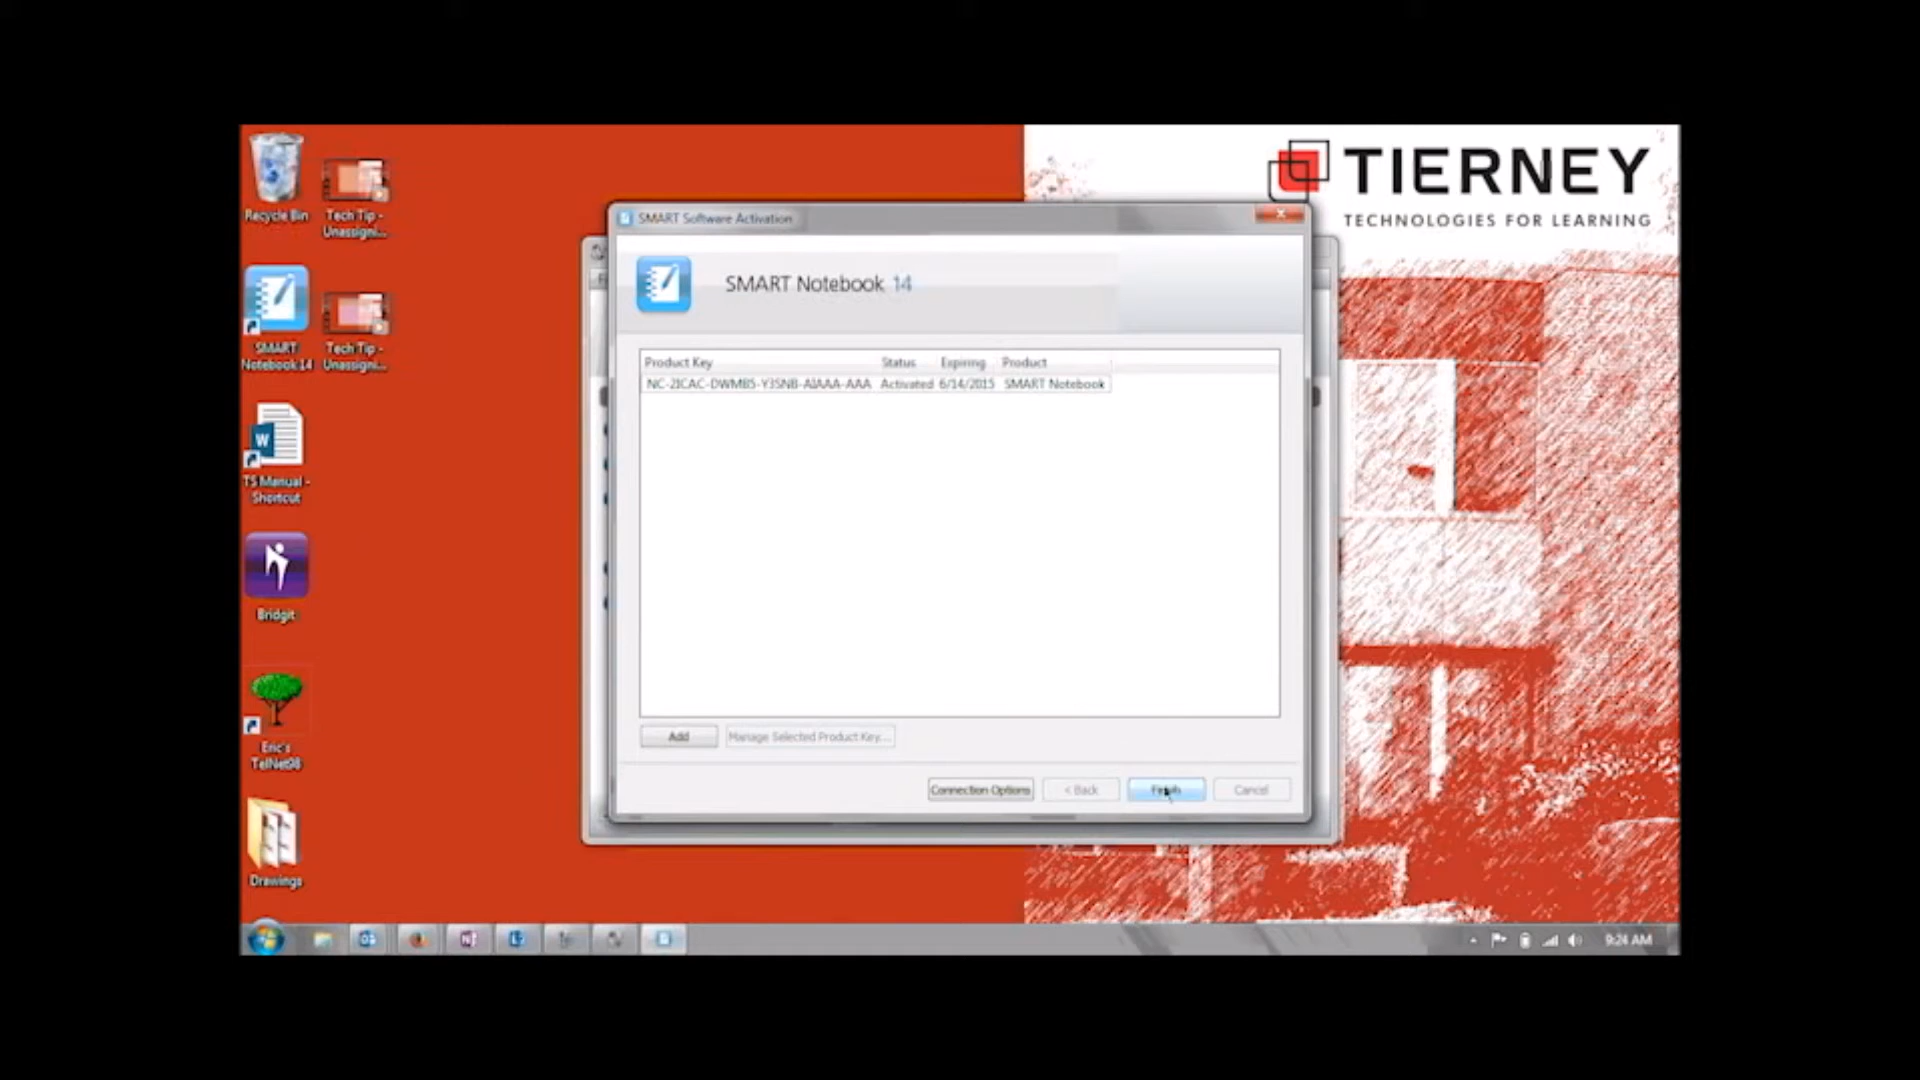 Recycle Bin
Tech Tip -
Unassigni...
SMART
Notebook 14
Tech Tip -
Unassigni...
TS Manual -
Shortcut
Bridgit
Eric's
TelNet98
Drawings
TIERNEY
TECHNOLOGIES FOR LEARNING
SMART Software Activation
SMART Notebook 14
Product Key Status Expiring Product
NC-2ICAC-DWMB5-Y3SNB-AIAAA-AAA Activated 6/14/2015 SMART Notebook
Add Manage Selected Product Key...
Connection Options < Back Finish Cancel
9:24 AM